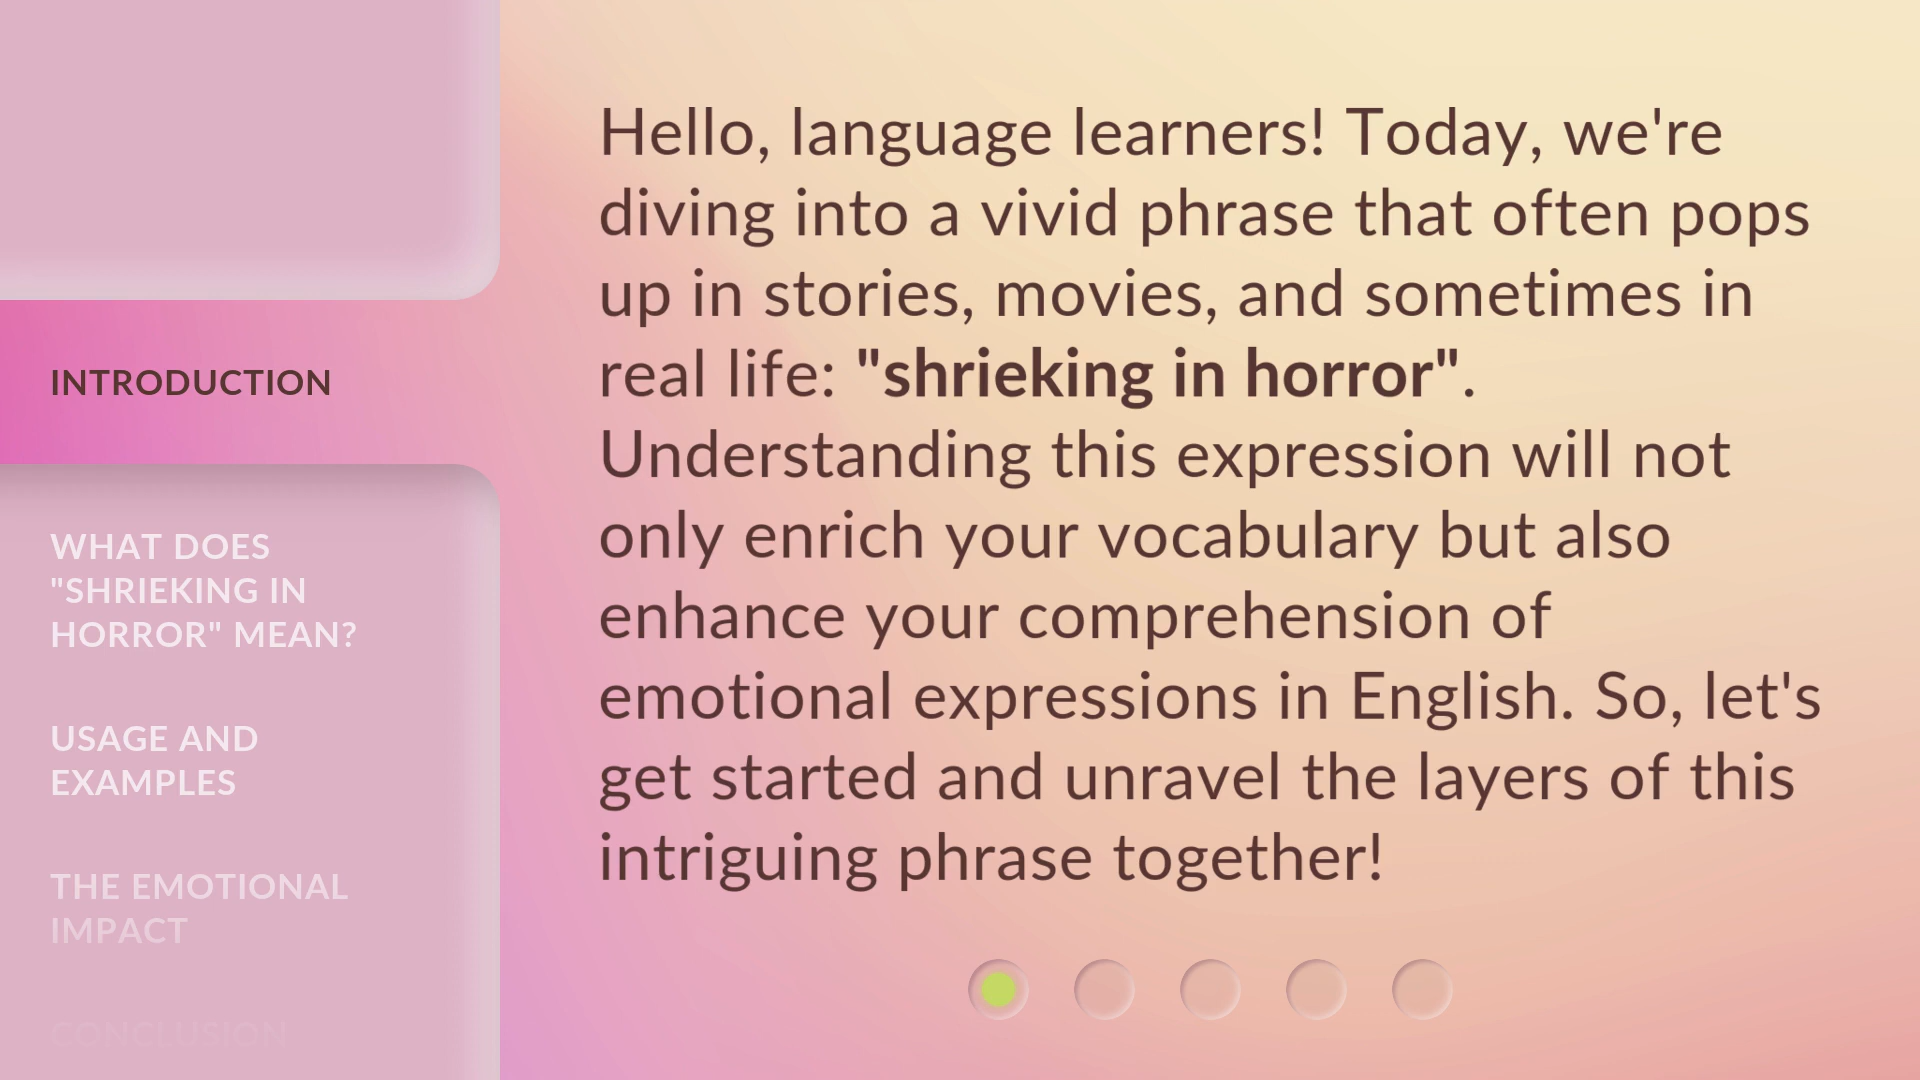 INTRODUCTION
WHAT DOES
"SHRIEKING IN
HORROR" MEAN?
USAGE AND
EXAMPLES
THE EMOTIONAL
IMPACT
CONCLUSION
Hello, language learners! Today, we're
diving into a vivid phrase that often pops
up in stories, movies, and sometimes in
real life: "shrieking in horror".
Understanding this expression will not
only enrich your vocabulary but also
enhance your comprehension of
emotional expressions in English. So, let's
get started and unravel the layers of this
intriguing phrase together!